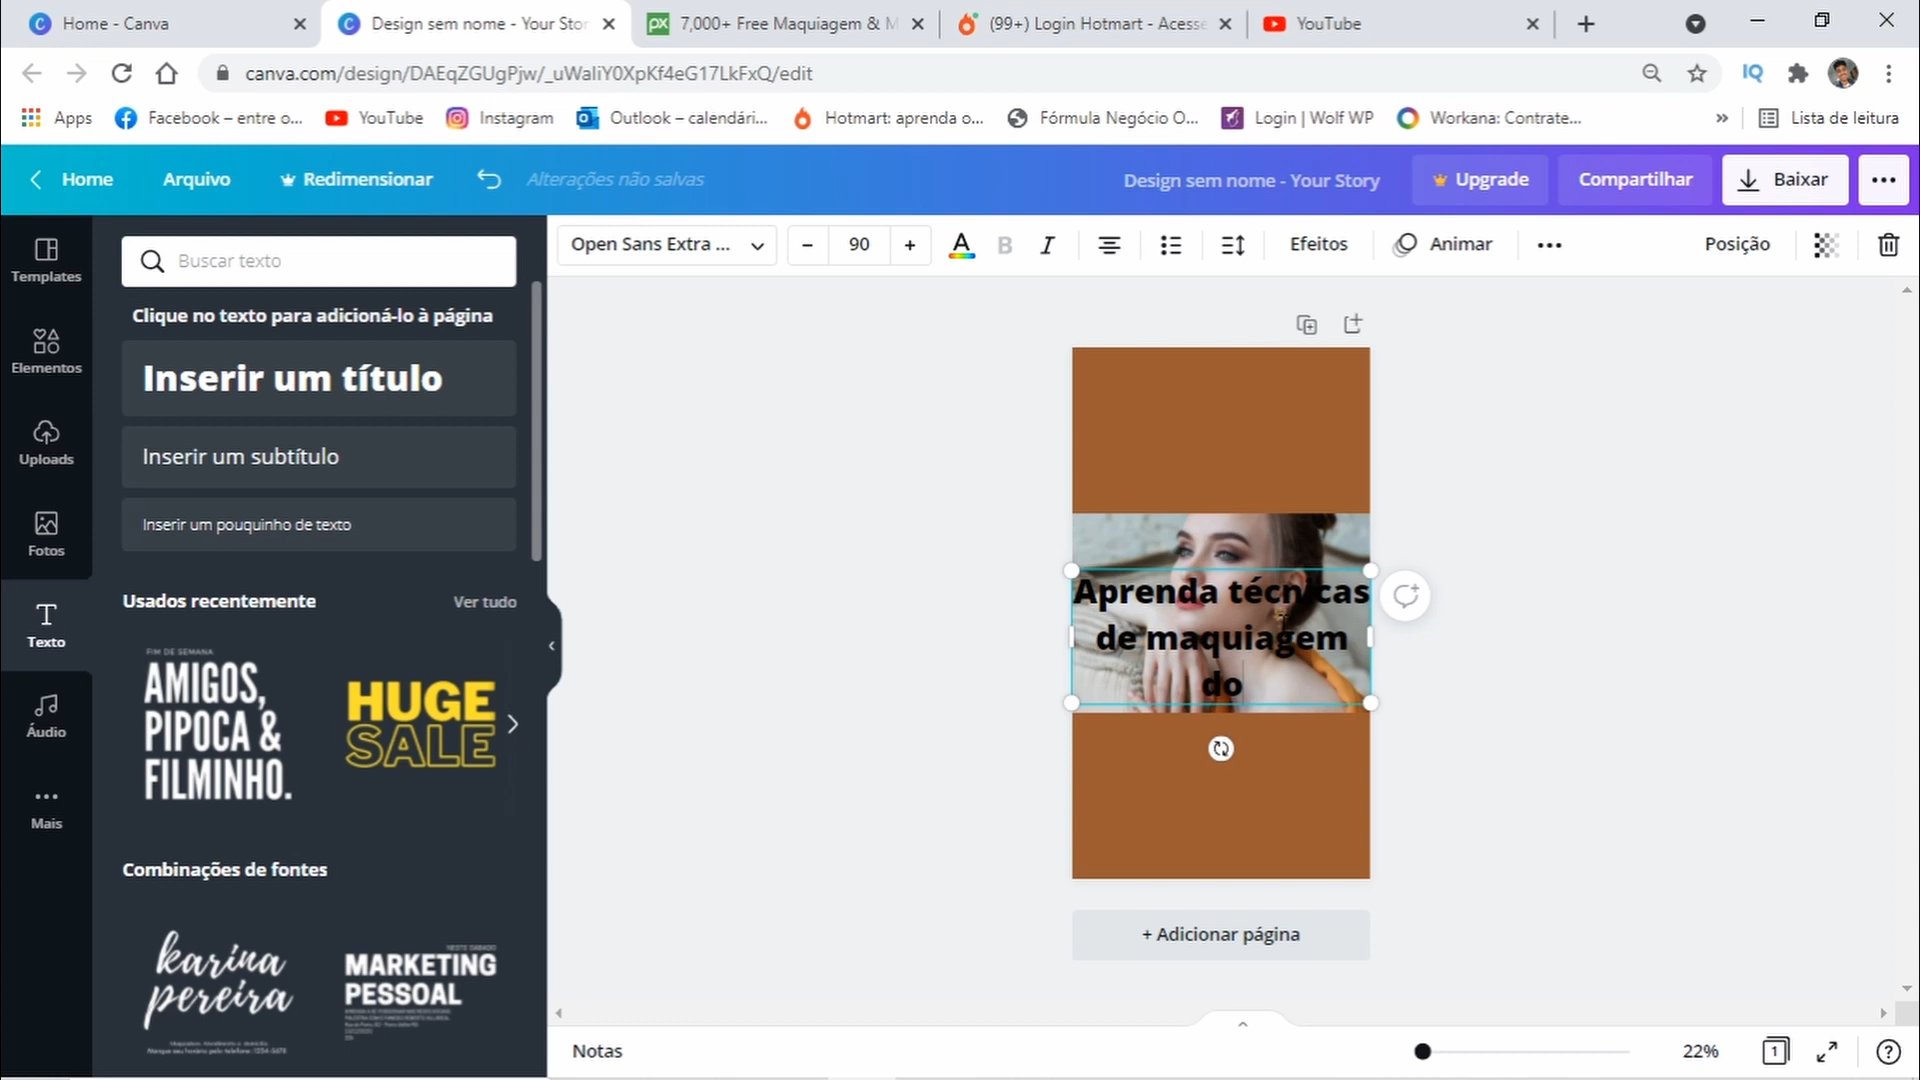 Home - Canva
Design sem nome - Your Stor
7,000+ Free Maquiagem & M
(99+) Login Hotmart - Acesse
YouTube
canva.com/design/DAEqZGUgPjw/_uWaIiY0XpKf4eG17LkFxQ/edit
IQ
Apps
Facebook – entre o...
YouTube
Instagram
Outlook – calendári...
Hotmart: aprenda o...
Fórmula Negócio O...
Login | Wolf WP
Workana: Contrate...
»
Lista de leitura
Home
Arquivo
Redimensionar
Alterações não salvas
Design sem nome - Your Story
Upgrade
Compartilhar
Baixar
Templates
Elementos
Uploads
Fotos
Texto
Áudio
Mais
Buscar texto
Clique no texto para adicioná-lo à página
Inserir um título
Inserir um subtítulo
Inserir um pouquinho de texto
Usados recentemente
Ver tudo
FIM DE SEMANA
AMIGOS,
PIPOCA &
FILMINHO.
HUGE
SALE
Combinações de fontes
karina
pereira
NESTE SÁBADO
MARKETING
PESSOAL
Open Sans Extra ...
– 90 +
A
B
I
Efeitos
Animar
Posição
Aprenda técnicas
de maquiagem
do
+ Adicionar página
Notas
22%
1
?